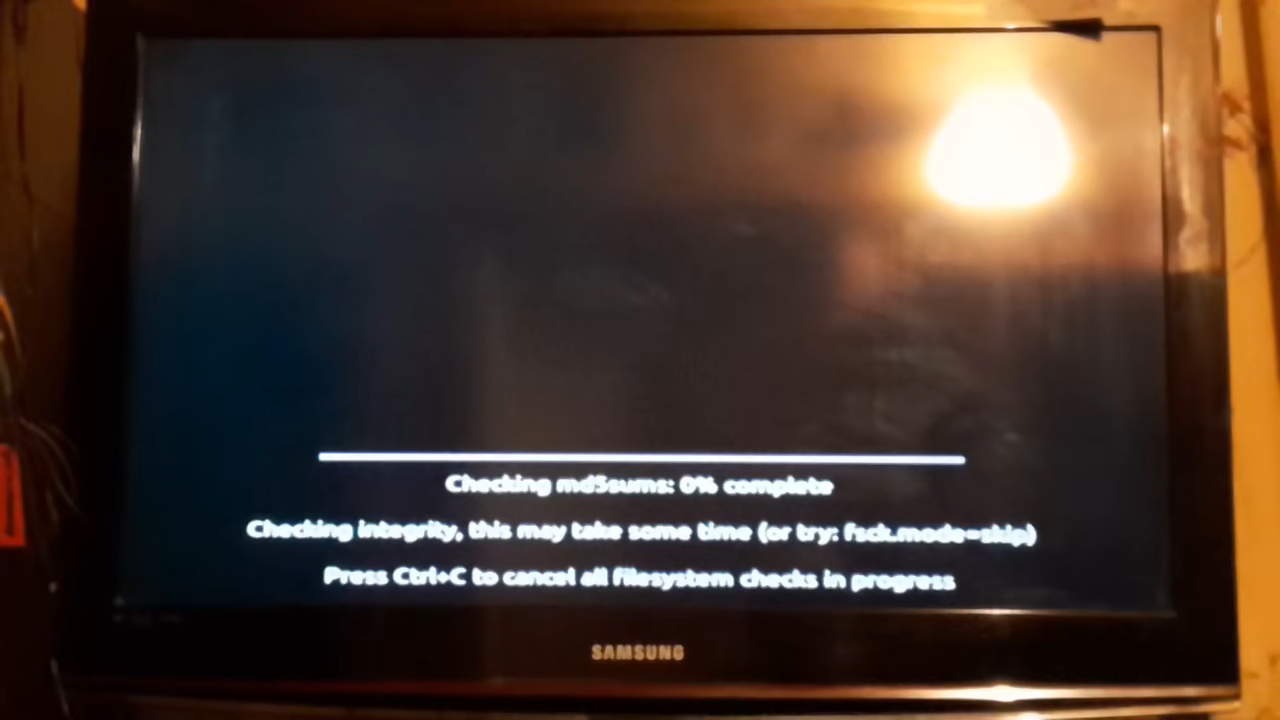 Checking md5sums: 0% complete
Checking integrity, this may take some time (or try: fsck.mode=skip)
Press Ctrl+C to cancel all filesystem checks in progress
SAMSUNG